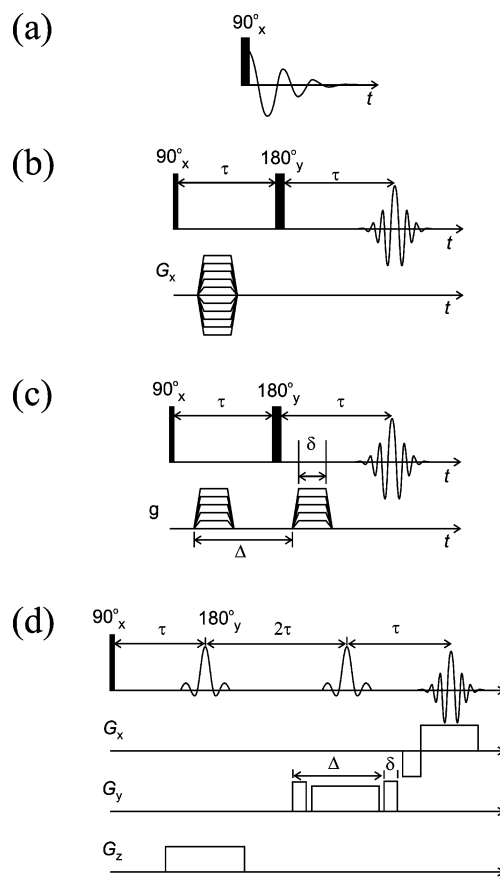 (a)
90°x
t
(b)
90°x τ 180°y τ
t
Gx
t
(c)
90°x τ 180°y τ
δ
t
g
Δ t
(d)
90°x τ 180°y 2τ τ
Gx
Δ δ
Gy
Gz